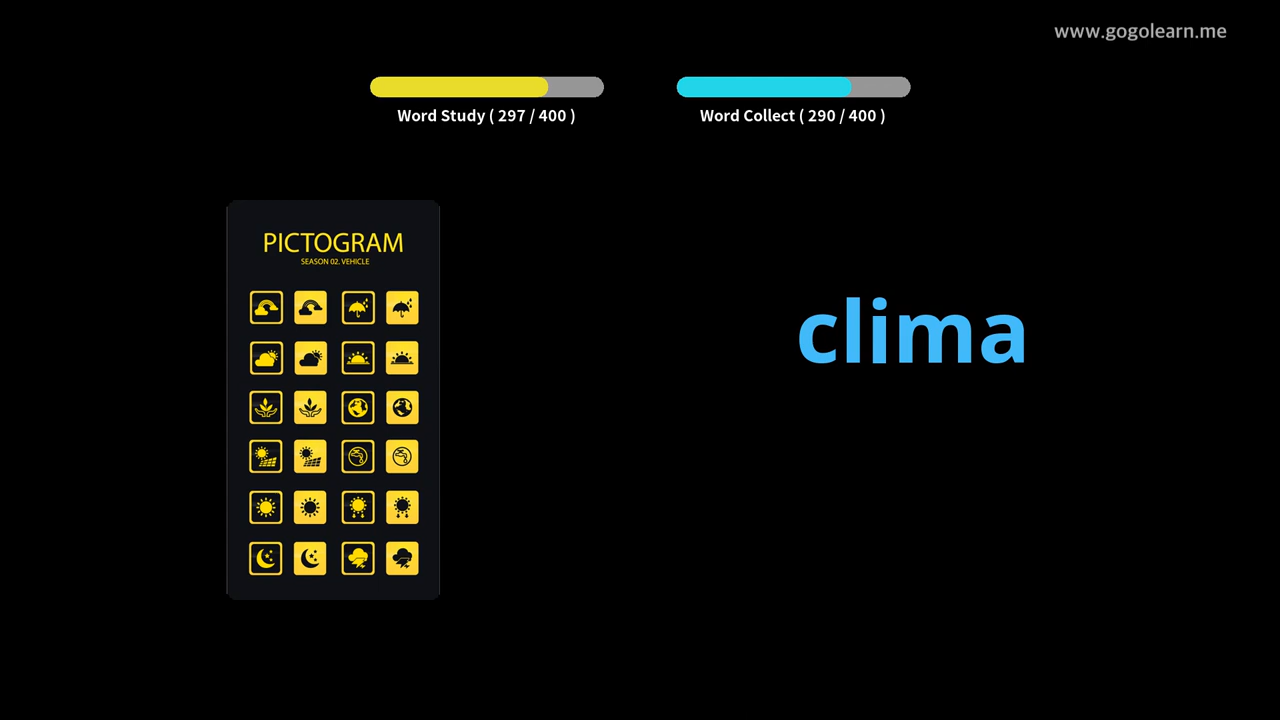 www.gogolearn.me
Word Study ( 297 / 400 )
Word Collect ( 290 / 400 )
PICTOGRAM
SEASON 02. VEHICLE
clima